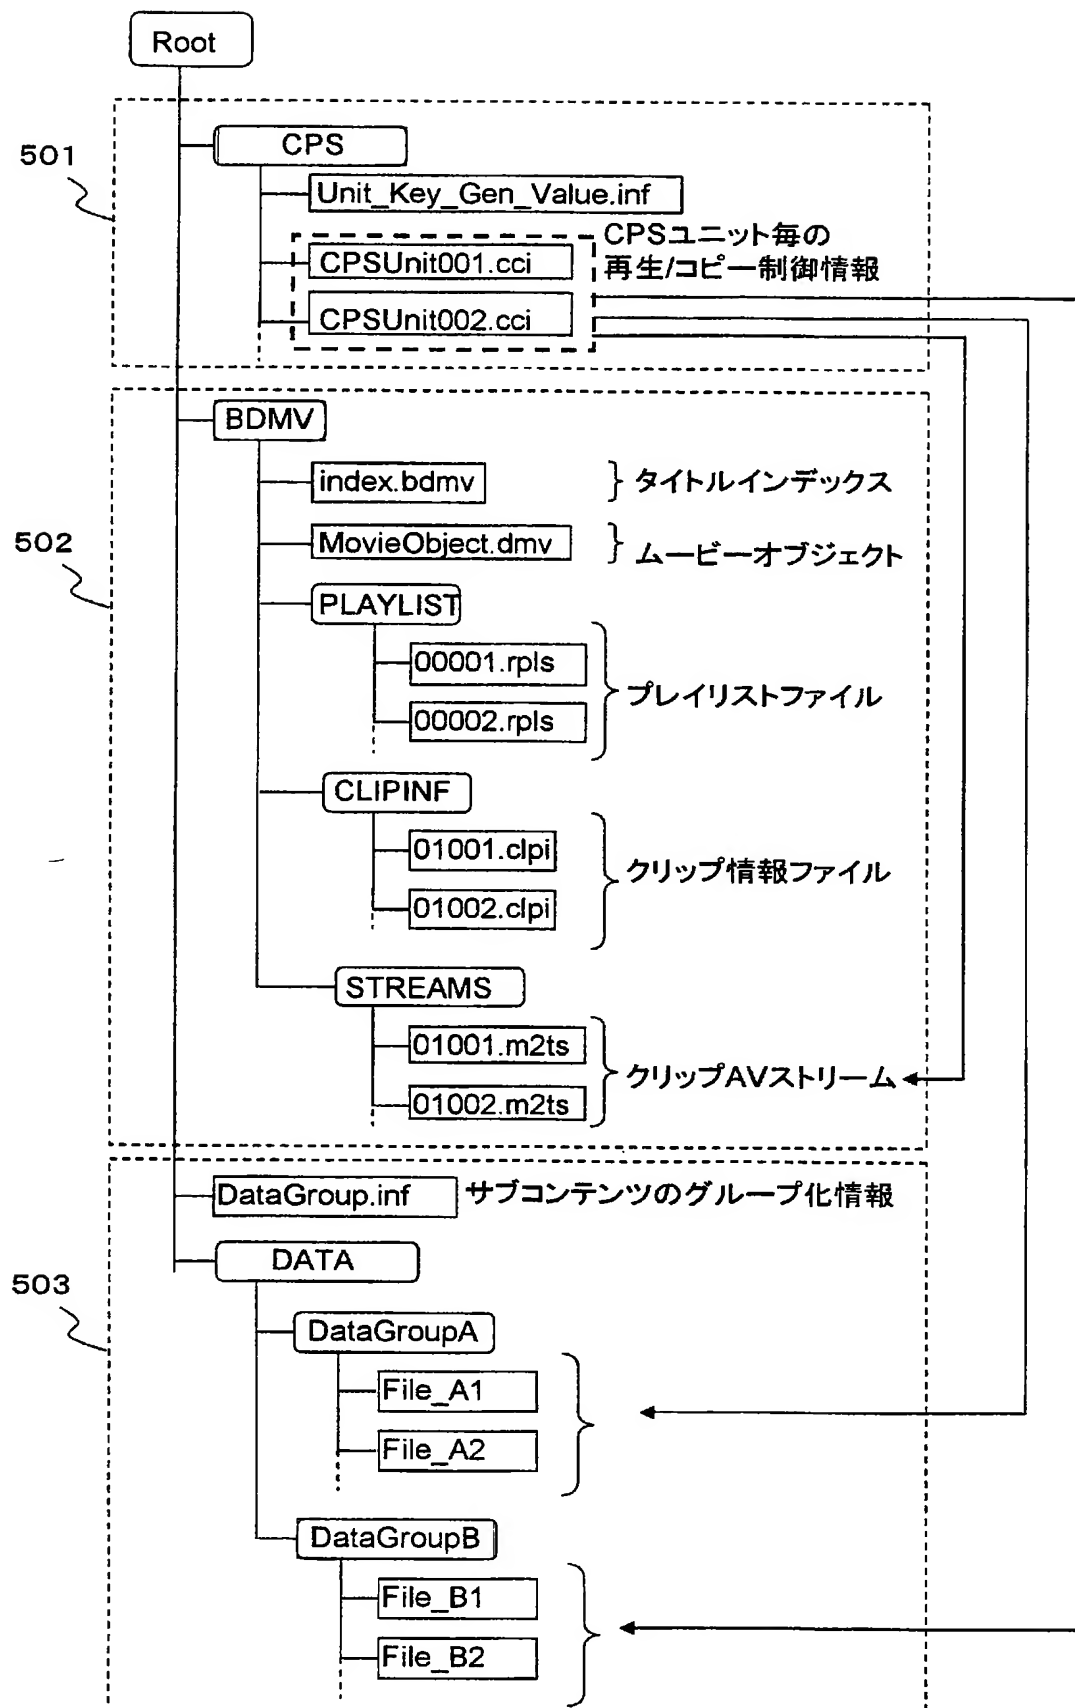 Root
501
CPS
Unit_Key_Gen_Value.inf
CPSユニット毎の
再生/コピー制御情報
CPSUnit001.cci
CPSUnit002.cci
502
BDMV
index.bdmv
タイトルインデックス
MovieObject.dmv
ムービーオブジェクト
PLAYLIST
00001.rpls
プレイリストファイル
00002.rpls
CLIPINF
01001.clpi
クリップ情報ファイル
01002.clpi
STREAMS
01001.m2ts
クリップAVストリーム
01002.m2ts
503
DataGroup.inf
サブコンテンツのグループ化情報
DATA
DataGroupA
File_A1
File_A2
DataGroupB
File_B1
File_B2